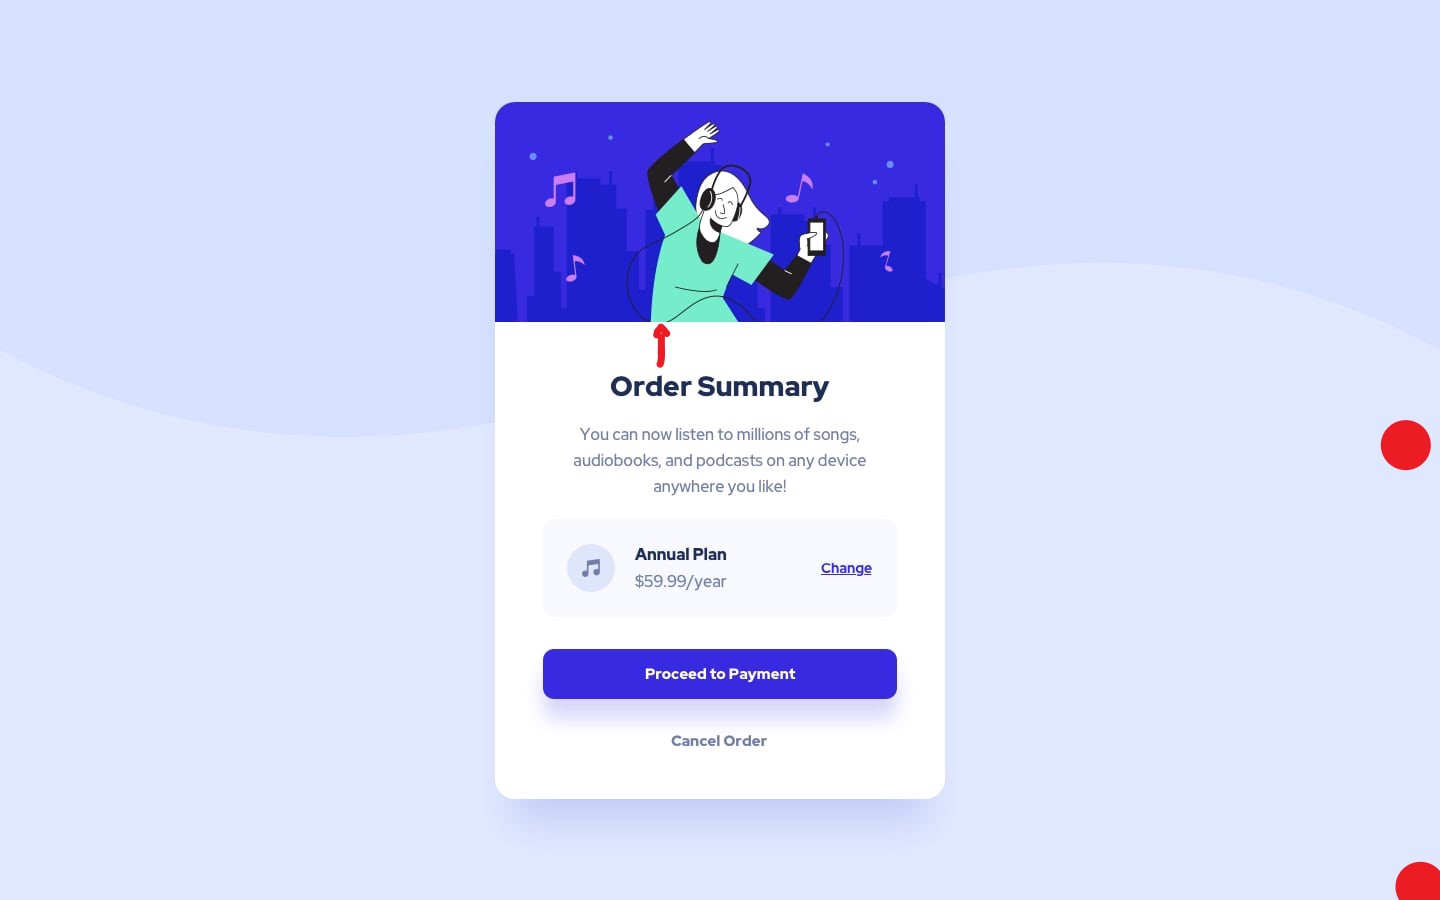 Order Summary
You can now listen to millions of songs,
audiobooks, and podcasts on any device
anywhere you like!
Annual Plan
$59.99/year
Change
Proceed to Payment
Cancel Order